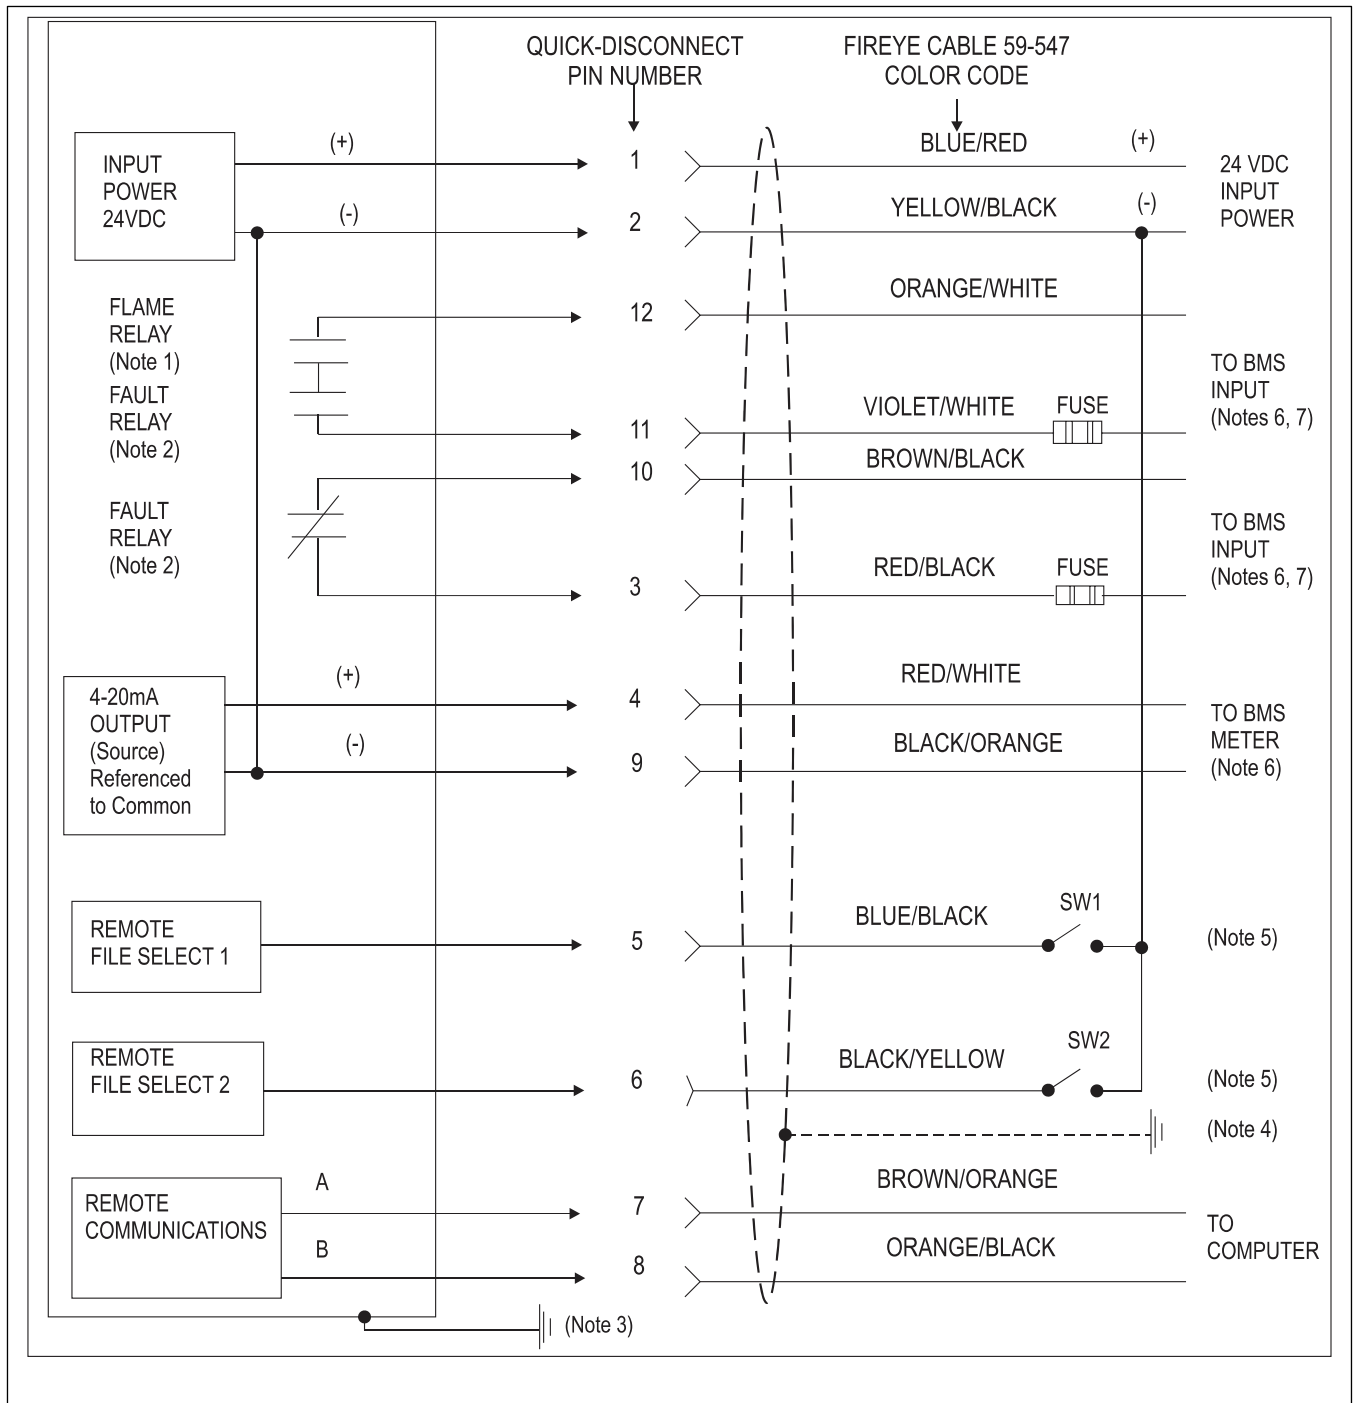 QUICK-DISCONNECT
PIN NUMBER
FIREYE CABLE 59-547
COLOR CODE
INPUT
POWER
24VDC
(+)
1
BLUE/RED
(+)
24 VDC
INPUT
POWER
(-)
2
YELLOW/BLACK
(-)
FLAME
RELAY
(Note 1)
12
ORANGE/WHITE
FAULT
RELAY
(Note 2)
11
VIOLET/WHITE
FUSE
TO BMS
INPUT
(Notes 6, 7)
10
BROWN/BLACK
FAULT
RELAY
(Note 2)
3
RED/BLACK
FUSE
TO BMS
INPUT
(Notes 6, 7)
4-20mA
OUTPUT
(Source)
Referenced
to Common
(+)
4
RED/WHITE
(-)
9
BLACK/ORANGE
TO BMS
METER
(Note 6)
REMOTE
FILE SELECT 1
5
BLUE/BLACK
SW1
(Note 5)
REMOTE
FILE SELECT 2
6
BLACK/YELLOW
SW2
(Note 5)
(Note 4)
REMOTE
COMMUNICATIONS
A
7
BROWN/ORANGE
B
8
ORANGE/BLACK
TO
COMPUTER
(Note 3)